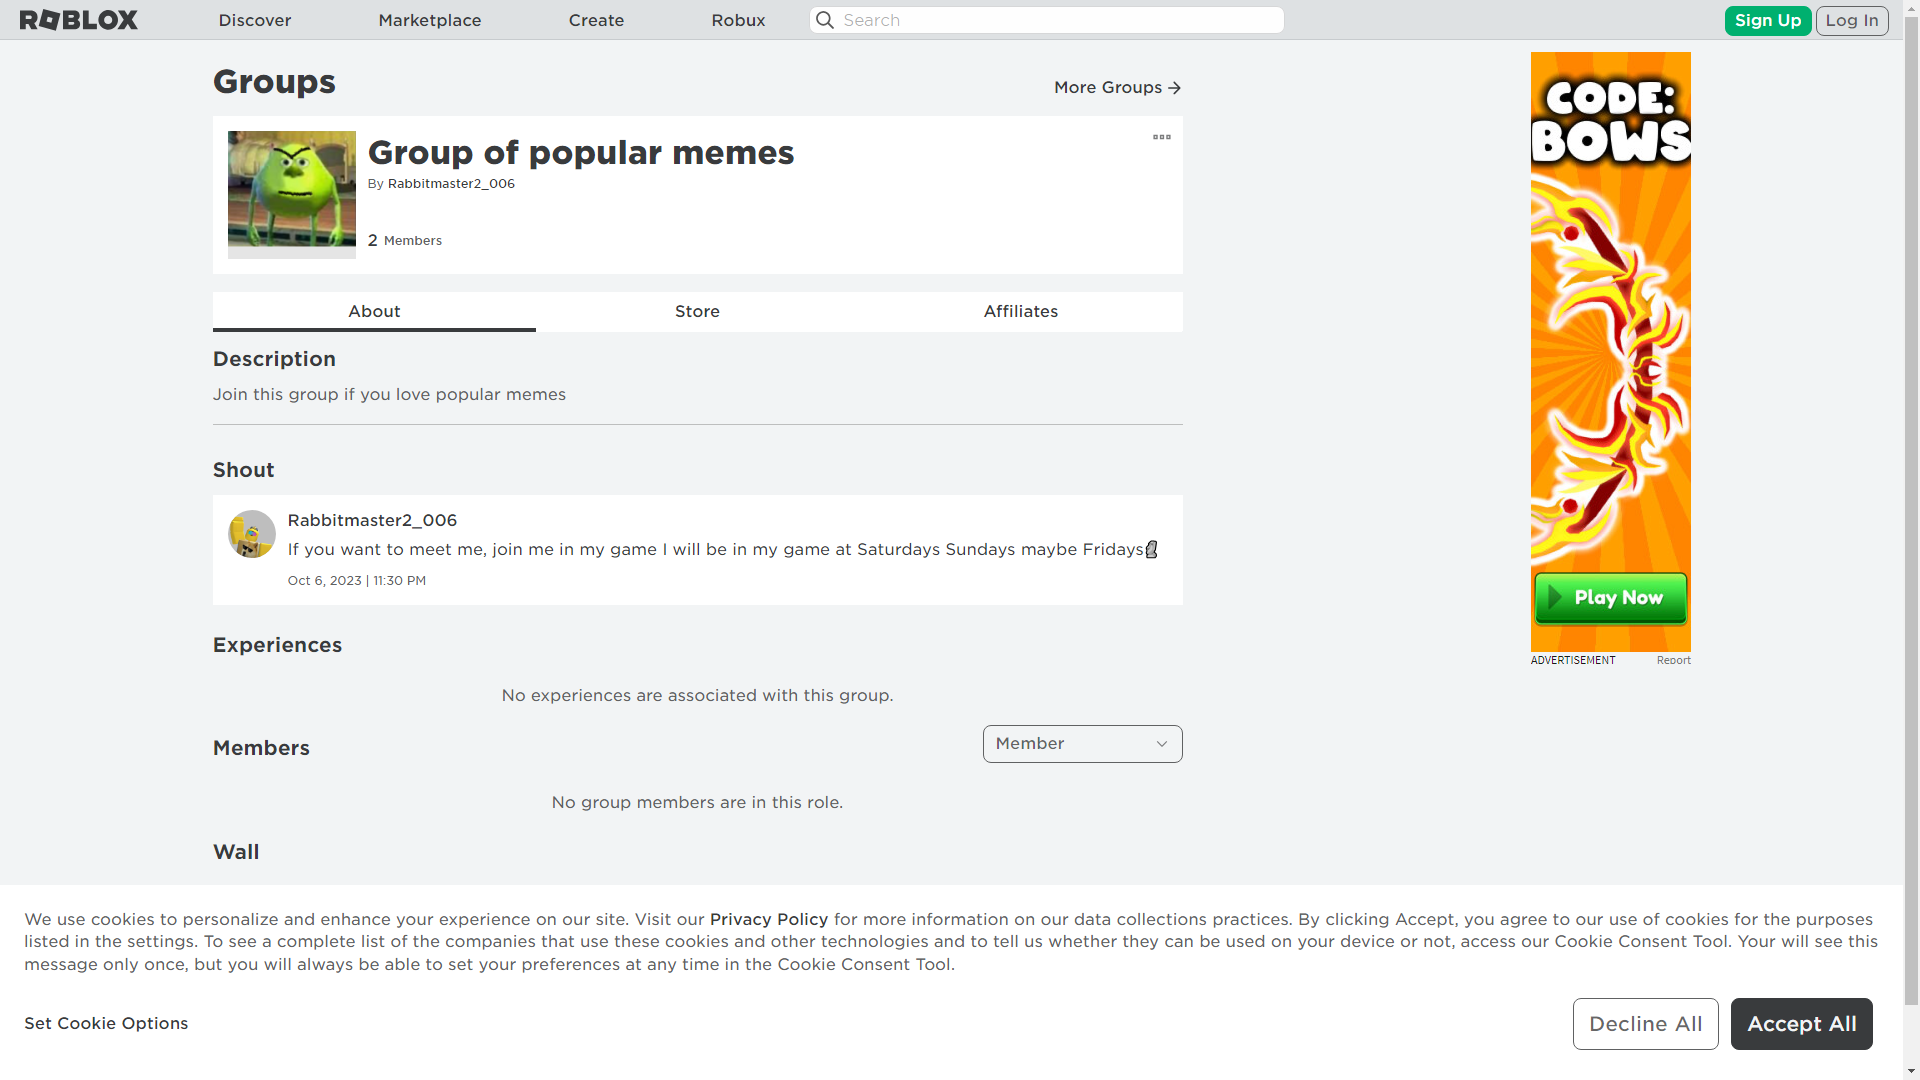 ROBLOX Discover Marketplace Create Robux Search Sign Up Log In
Groups
More Groups
Group of popular memes
By Rabbitmaster2_006
2 Members
About Store Affiliates
Description
Join this group if you love popular memes
Shout
Rabbitmaster2_006
If you want to meet me, join me in my game I will be in my game at Saturdays Sundays maybe Fridays🗿
Oct 6, 2023 | 11:30 PM
Experiences
No experiences are associated with this group.
Members
Member
No group members are in this role.
Wall
CODE:
BOWS
Play Now
ADVERTISEMENT Report
We use cookies to personalize and enhance your experience on our site. Visit our Privacy Policy for more information on our data collections practices. By clicking Accept, you agree to our use of cookies for the purposes
listed in the settings. To see a complete list of the companies that use these cookies and other technologies and to tell us whether they can be used on your device or not, access our Cookie Consent Tool. Your will see this
message only once, but you will always be able to set your preferences at any time in the Cookie Consent Tool.
Set Cookie Options
Decline All
Accept All